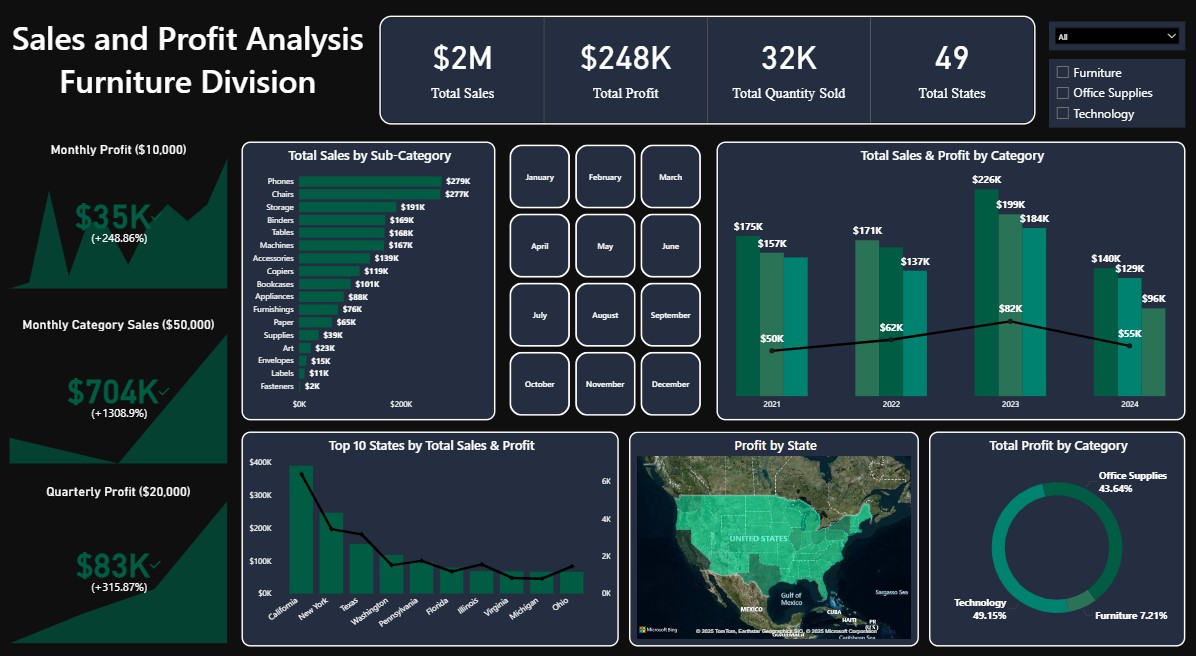 Sales and Profit Analysis
Furniture Division
$2M
Total Sales
$248K
Total Profit
32K
Total Quantity Sold
49
Total States
All
Furniture
Office Supplies
Technology
Monthly Profit ($10,000)
$35K
(+248.86%)
Monthly Category Sales ($50,000)
$704K
(+1308.9%)
Quarterly Profit ($20,000)
$83K
(+315.87%)
Total Sales by Sub-Category
Phones $279K
Chairs $277K
Storage $191K
Binders $169K
Tables $168K
Machines $167K
Accessories $139K
Copiers $119K
Bookcases $101K
Appliances $88K
Furnishings $76K
Paper $65K
Supplies $39K
Art $23K
Envelopes $15K
Labels $11K
Fasteners $2K
$0K $200K
January February March
April May June
July August September
October November December
Total Sales & Profit by Category
$226K
$199K
$184K
$175K
$157K
$171K
$137K
$140K
$129K
$96K
$50K
$62K
$82K
$55K
2021 2022 2023 2024
Top 10 States by Total Sales & Profit
$400K
$300K
$200K
$100K
$0K
6K
4K
2K
0K
California New York Texas Washington Pennsylvania Florida Illinois Virginia Michigan Ohio
Profit by State
UNITED STATES
Gulf of
Mexico
Sargasso Sea
MEXICO
CUBA
HAITI
PR
(U.S.)
Microsoft Bing
© 2025 TomTom, Earthstar Geographics SIO, © 2025 Microsoft Corporation
GUATEMALA
Caribbean Sea
Total Profit by Category
Office Supplies
43.64%
Technology
49.15%
Furniture 7.21%